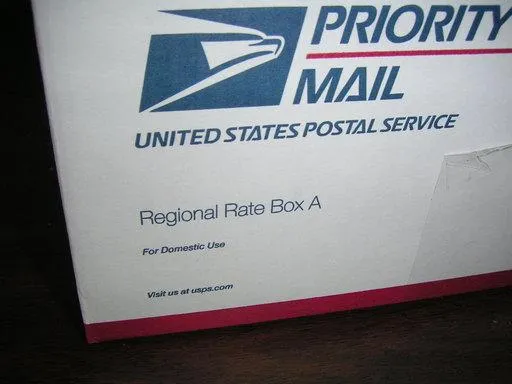 PRIORITY
MAIL
UNITED STATES POSTAL SERVICE
Regional Rate Box A
For Domestic Use
Visit us at usps.com